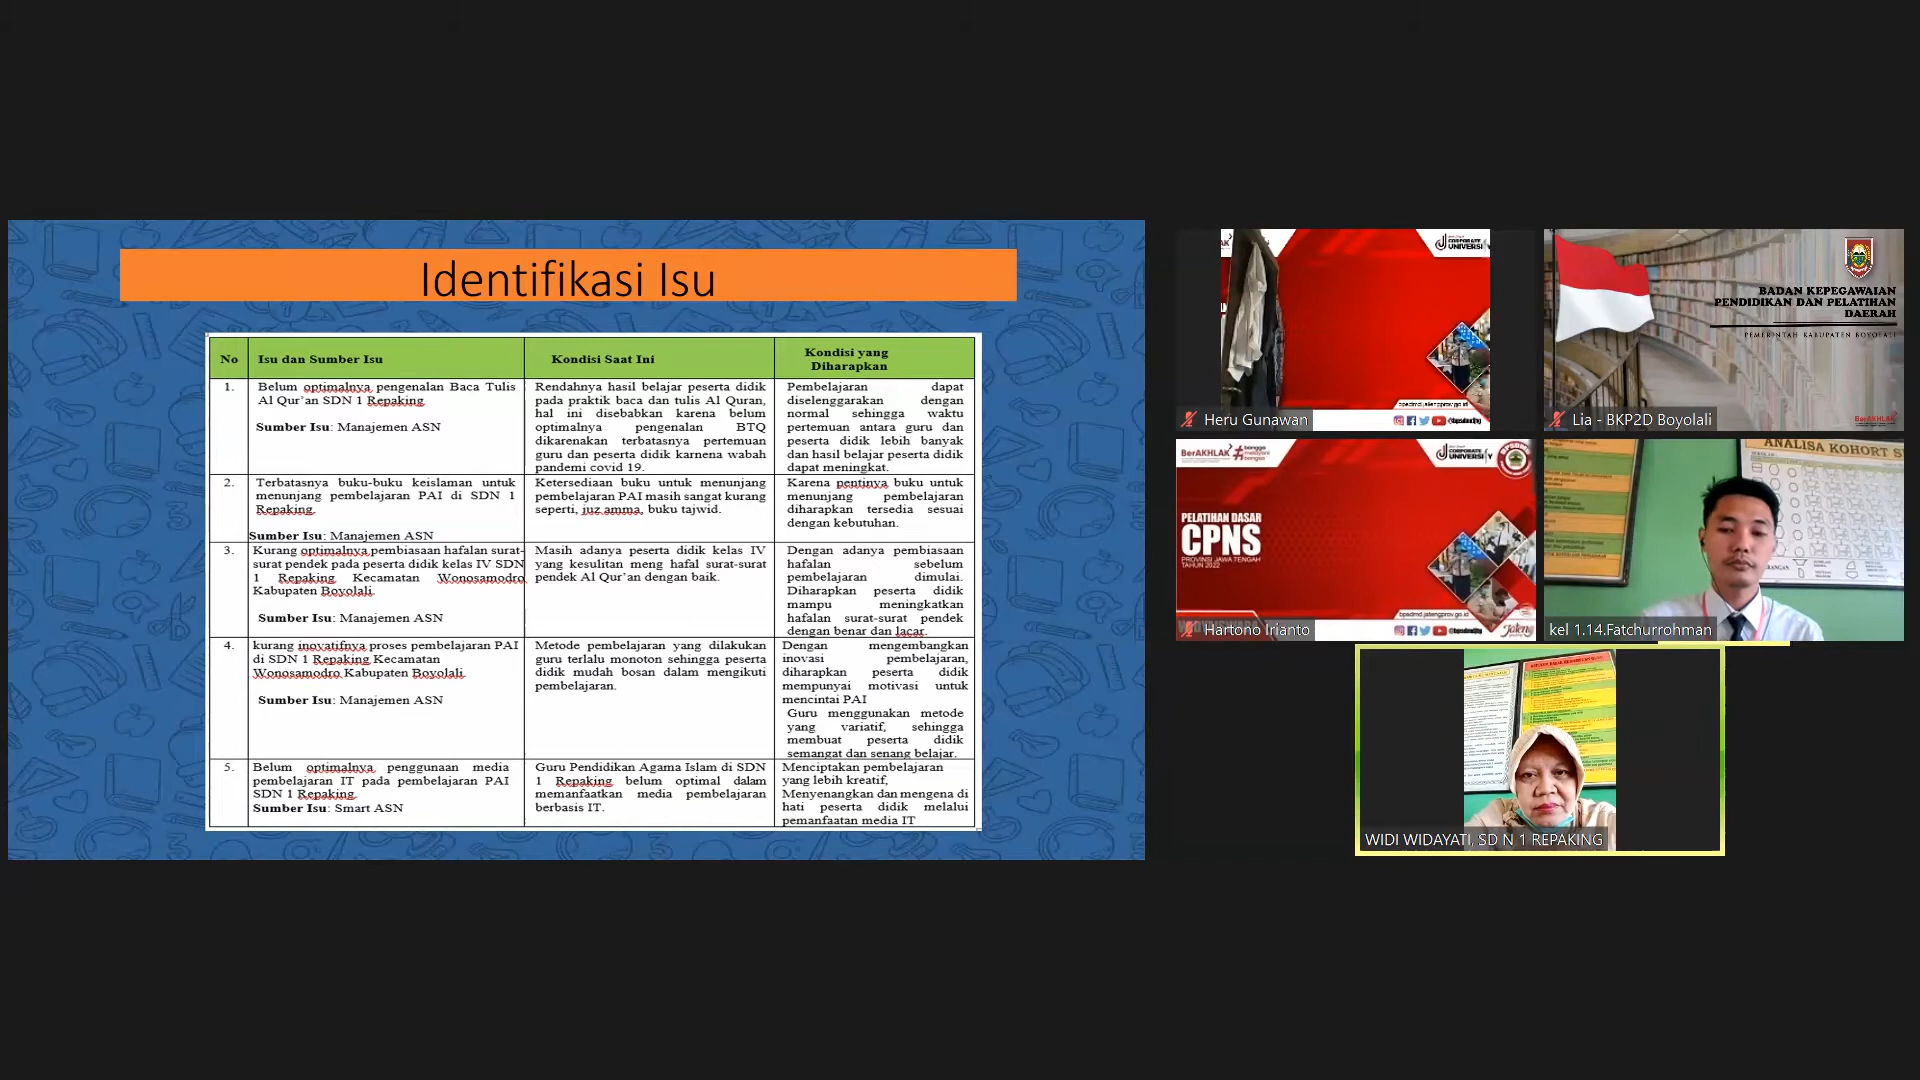 Identifikasi Isu
No
Isu dan Sumber Isu
Kondisi Saat Ini
Kondisi yang
Diharapkan
1.
Belum optimalnya pengenalan Baca Tulis
Al Qur'an SDN 1 Repaking
Sumber Isu: Manajemen ASN
Rendahnya hasil belajar peserta didik
pada praktik baca dan tulis Al Quran,
hal ini disebabkan karena belum
optimalnya pengenalan BTQ
dikarenakan terbatasnya pertemuan
guru dan peserta didik karnena wabah
pandemi covid 19.
Pembelajaran dapat
diselenggarakan dengan
normal sehingga waktu
pertemuan antara guru dan
peserta didik lebih banyak
dan hasil belajar peserta didik
dapat meningkat.
2.
Terbatasnya buku-buku keislaman untuk
menunjang pembelajaran PAI di SDN 1
Repaking.
Sumber Isu: Manajemen ASN
Ketersediaan buku untuk menunjang
pembelajaran PAI masih sangat kurang
seperti, juz amma, buku tajwid.
Karena pentinya buku untuk
menunjang pembelajaran
diharapkan tersedia sesuai
dengan kebutuhan.
3.
Kurang optimalnya pembiasaan hafalan surat-
surat pendek pada peserta didik kelas IV SDN
1 Repaking Kecamatan Wonosamodro
Kabupaten Boyolali.
Sumber Isu: Manajemen ASN
Masih adanya peserta didik kelas IV
yang kesulitan meng hafal surat-surat
pendek Al Qur'an dengan baik.
Dengan adanya pembiasaan
hafalan sebelum
pembelajaran dimulai.
Diharapkan peserta didik
mampu meningkatkan
hafalan surat-surat pendek
dengan benar dan lacar.
4.
kurang inovatifnya proses pembelajaran PAI
di SDN 1 Repaking Kecamatan
Wonosamodro Kabupaten Boyolali.
Sumber Isu: Manajemen ASN
Metode pembelajaran yang dilakukan
guru terlalu monoton sehingga peserta
didik mudah bosan dalam mengikuti
pembelajaran.
Dengan mengembangkan
inovasi pembelajaran,
diharapkan peserta didik
mempunyai motivasi untuk
mencintai PAI
Guru menggunakan metode
yang variatif, sehingga
membuat peserta didik
semangat dan senang belajar.
5.
Belum optimalnya penggunaan media
pembelajaran IT pada pembelajaran PAI
SDN 1 Repaking.
Sumber Isu: Smart ASN
Guru Pendidikan Agama Islam di SDN
1 Repaking belum optimal dalam
memanfaatkan media pembelajaran
berbasis IT.
Menciptakan pembelajaran
yang lebih kreatif,
Menyenangkan dan mengena di
hati peserta didik melalui
pemanfaatan media IT
CORPORATE
UNIVERSI
bpsdmd.jatengprov.go.id
@bpsdmdjtg
Heru Gunawan
BADAN KEPEGAWAIAN
PENDIDIKAN DAN PELATIHAN
DAERAH
PEMERINTAH KABUPATEN BOYOLALI
BerAKHLAK
Lia - BKP2D Boyolali
BerAKHLAK
#bangga
melayani
bangsa
CORPORATE
UNIVERSI Y
PELATIHAN DASAR
CPNS
PROVINSI JAWA TENGAH
TAHUN 2022
bpsdmd.jatengprov.go.id
@bpsdmdjtg
Jateng
Hartono Irianto
ANALISA KOHORT S
kel 1.14.Fatchurrohman
WIDI WIDAYATI, SD N 1 REPAKING